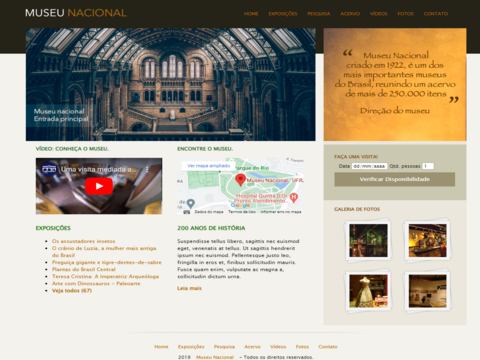 MUSEU NACIONAL
HOME EXPOSIÇÕES PESQUISA ACERVO VÍDEOS FOTOS CONTATO
Museu nacional
Entrada principal
“ Museu Nacional
criado em 1922, é um dos
mais importantes museus
do Brasil, reunindo um acervo
de mais de 250.000 itens ”
Direção do museu
VÍDEO: CONHEÇA O MUSEU.
Uma visita mediada a...
ENCONTRE O MUSEU.
Ver mapa ampliado
Parque do Rio
Museu Nacional, UFR.
Hospital Quinta D'O
Pronto Atendimento
Google
Dados do mapa Termos de Uso Informar erro no mapa
FAÇA UMA VISITA!
Data dd/mm/aaaa Qtd. pessoas 1
Verificar Disponibilidade
GALERIA DE FOTOS
EXPOSIÇÕES
Os assustadores insetos
O crânio de Luzia, a mulher mais antiga
do Brasil
Preguiça gigante e tigre-dentes-de-sabre
Plantas do Brasil Central
Teresa Cristina: A Imperatriz Arqueóloga
Arte com Dinossauros - Paleoarte
Veja todos (67)
200 ANOS DE HISTÓRIA
Suspendisse tellus libero, sagittis nec euismod
eget, venenatis at tellus. Ut sagittis hendrerit
ipsum nec euismod. Pellentesque justo leo,
fringilla in eros et, finibus sollicitudin mauris.
Fusce quam enim, vulputate ac magna a,
sollicitudin dictum urna.
Leia mais
Home Exposições Pesquisa Acervo Vídeos Fotos Contato
2019 Museu Nacional - Todos os direitos reservados.